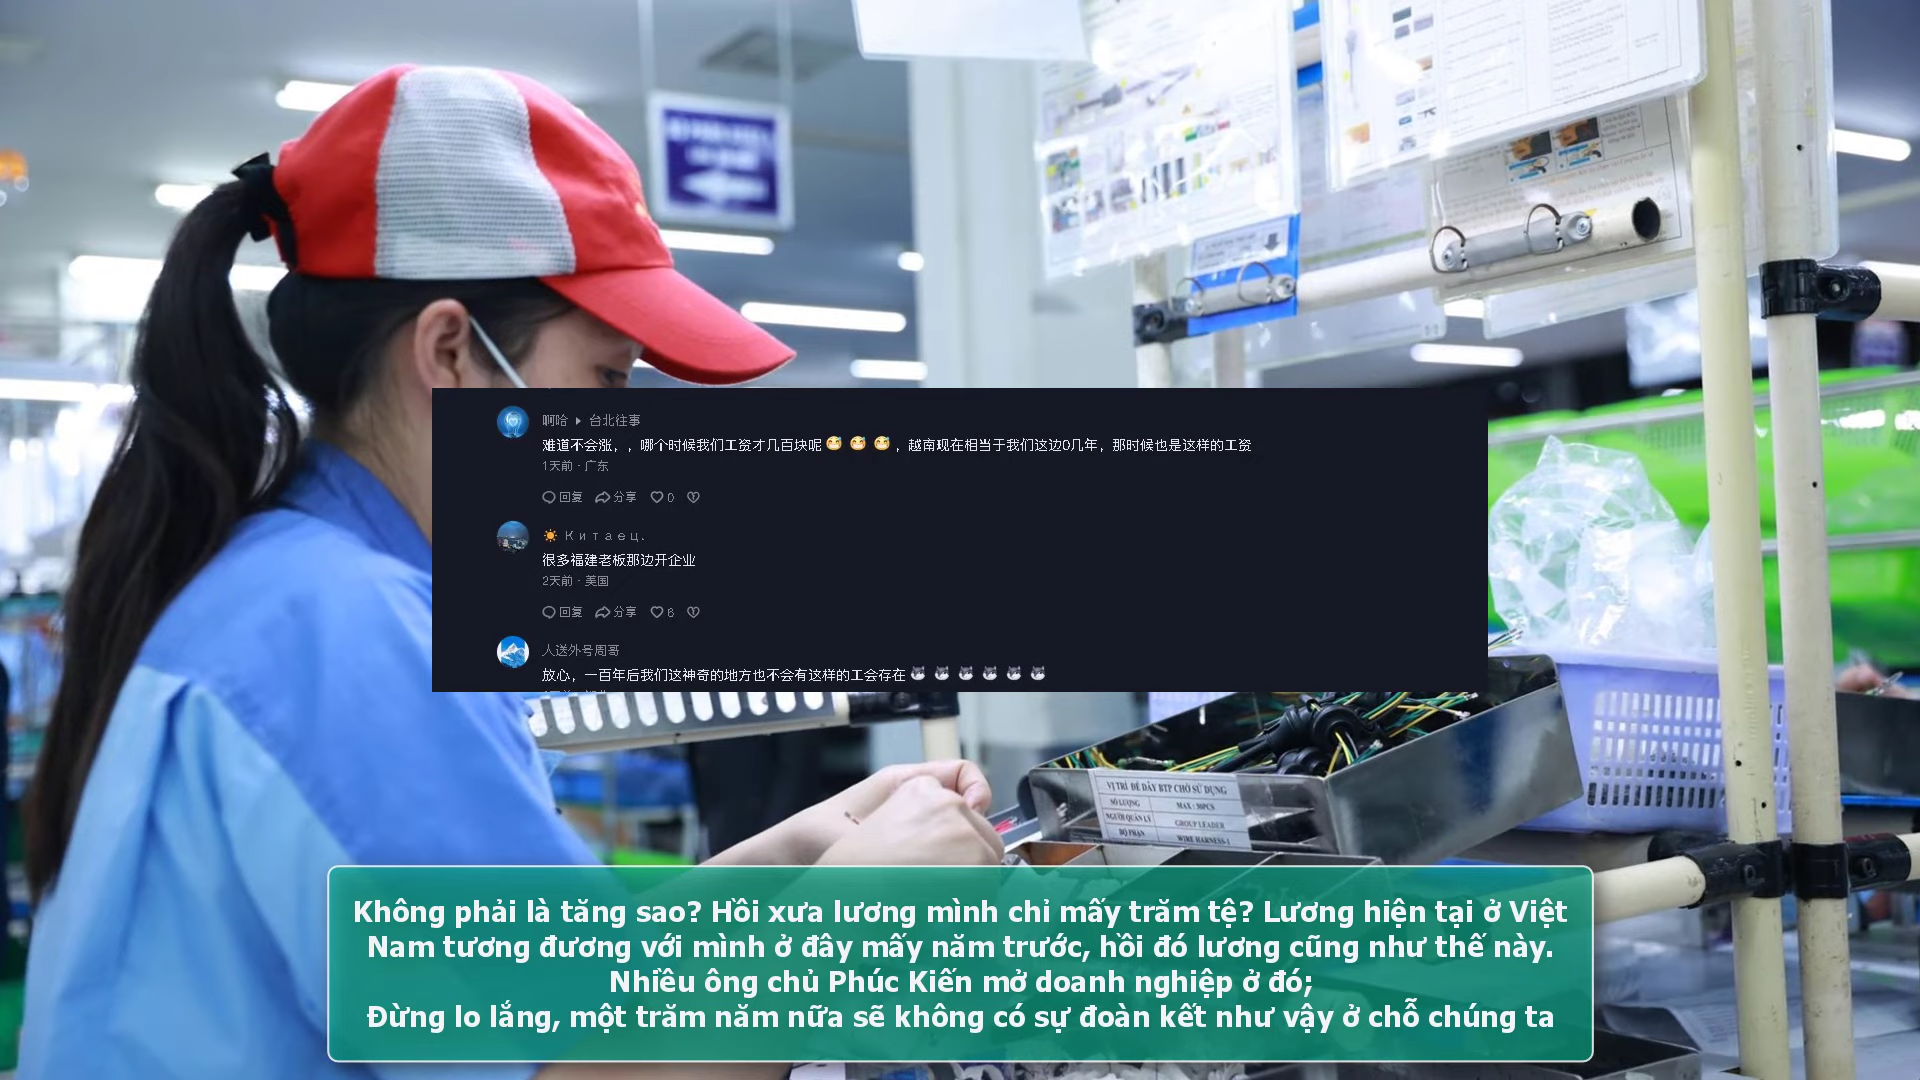 啊哈 ▸ 台北往事
难道不会涨，，哪个时候我们工资才几百块呢😅😅😅，越南现在相当于我们这边0几年，那时候也是这样的工资
1天前 · 广东
回复 分享 0
☀️ Китаец.
很多福建老板那边开企业
2天前 · 美国
回复 分享 6
人送外号周哥
放心，一百年后我们这神奇的地方也不会有这样的工会存在
VỊ TRÍ ĐỂ DÂY BTP CHỜ SỬ DỤNG
SỐ LƯỢNG MAX : 30PCS
NGƯỜI QUẢN LÝ GROUP LEADER
BỘ PHẬN WIRE HARNESS-1
Không phải là tăng sao? Hồi xưa lương mình chỉ mấy trăm tệ? Lương hiện tại ở Việt
Nam tương đương với mình ở đây mấy năm trước, hồi đó lương cũng như thế này.
Nhiều ông chủ Phúc Kiến mở doanh nghiệp ở đó;
Đừng lo lắng, một trăm năm nữa sẽ không có sự đoàn kết như vậy ở chỗ chúng ta